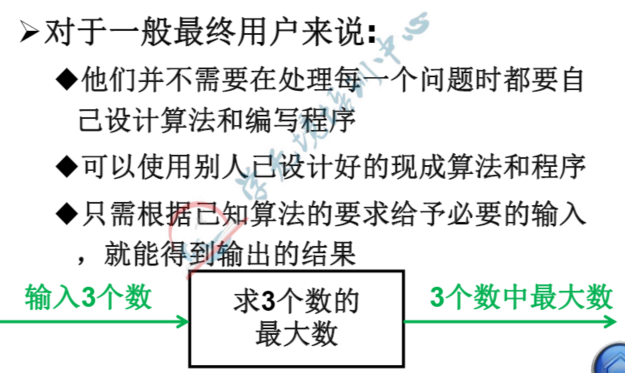 ➢对于一般最终用户来说:
◆他们并不需要在处理每一个问题时都要自
己设计算法和编写程序
◆可以使用别人已设计好的现成算法和程序
◆只需根据已知算法的要求给予必要的输入
，就能得到输出的结果
输入3个数
求3个数的
最大数
3个数中最大数